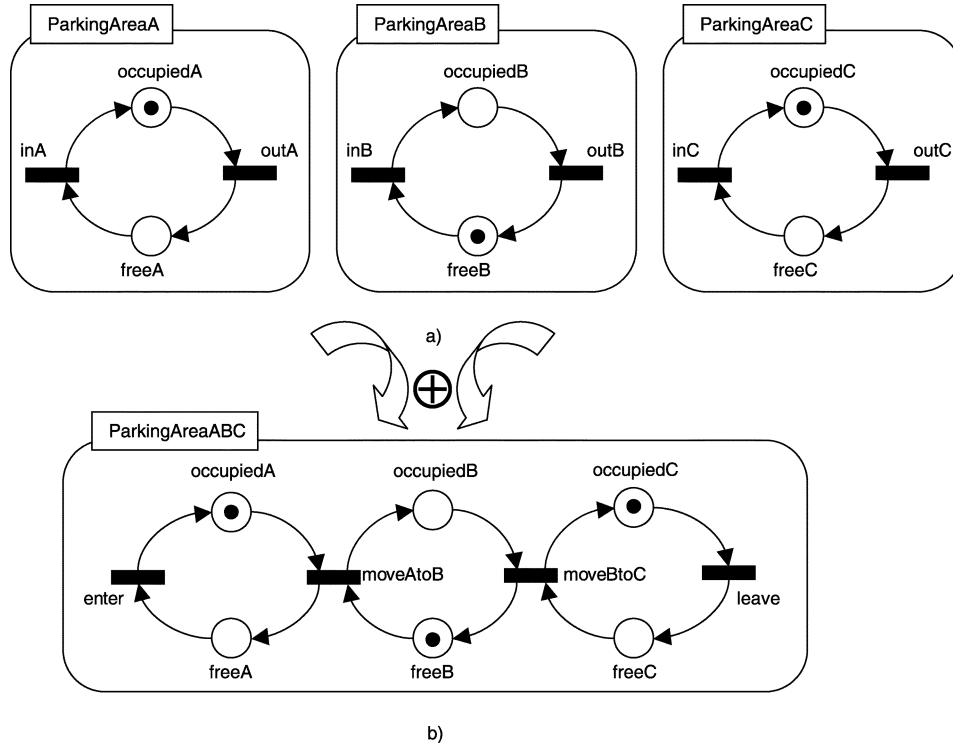 ParkingAreaA
ParkingAreaB
ParkingAreaC
occupiedA
occupiedB
occupiedC
inA
outA
inB
outB
inC
outC
freeA
freeB
freeC
a)
ParkingAreaABC
occupiedA
occupiedB
occupiedC
enter
moveAtoB
moveBtoC
leave
freeA
freeB
freeC
b)